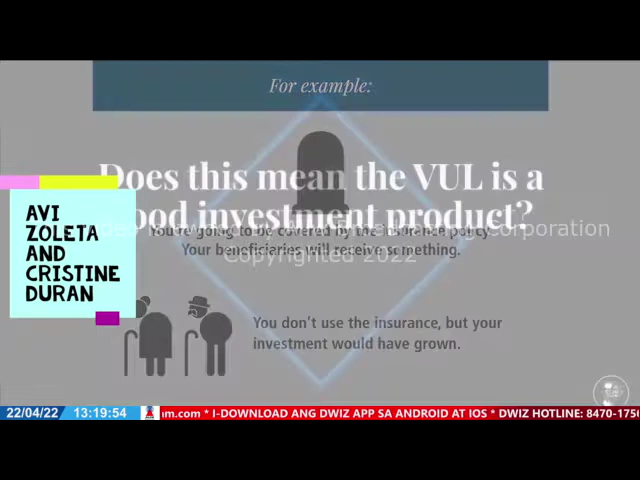 For example:
Does this mean the VUL is a
good investment product?
You're going to be covered by the insurance policy.
corporation
Your beneficiaries will receive something.
Copyrighted 2022
AVI
ZOLETA
AND
CRISTINE
DURAN
You don't use the insurance, but your
investment would have grown.
22/04/22 13:19:54 um.com * I-DOWNLOAD ANG DWIZ APP SA ANDROID AT IOS * DWIZ HOTLINE: 8470-1750